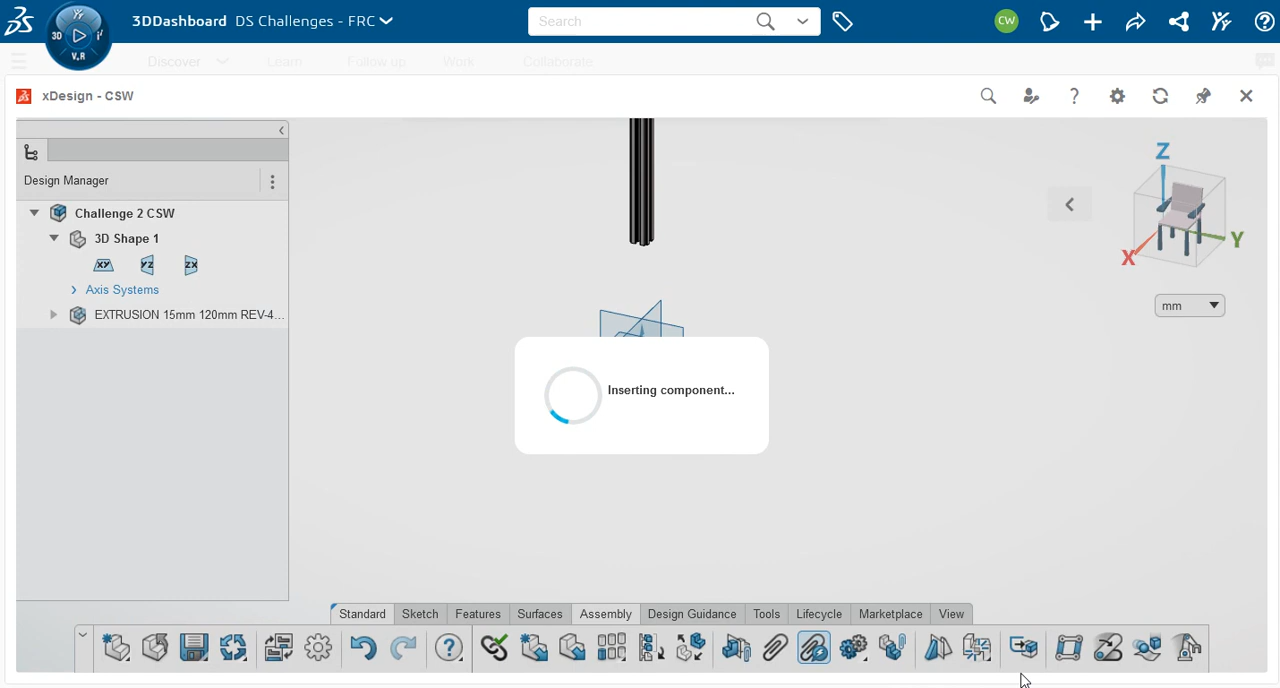 3DDashboard DS Challenges - FRC
Search
CW
3D
V,R
Discover
Learn
Follow up
Work
Collaborate
xDesign - CSW
Design Manager
Challenge 2 CSW
3D Shape 1
XY YZ ZX
Axis Systems
EXTRUSION 15mm 120mm REV-4...
Inserting component...
Z
Y
X
mm
Standard Sketch Features Surfaces Assembly Design Guidance Tools Lifecycle Marketplace View